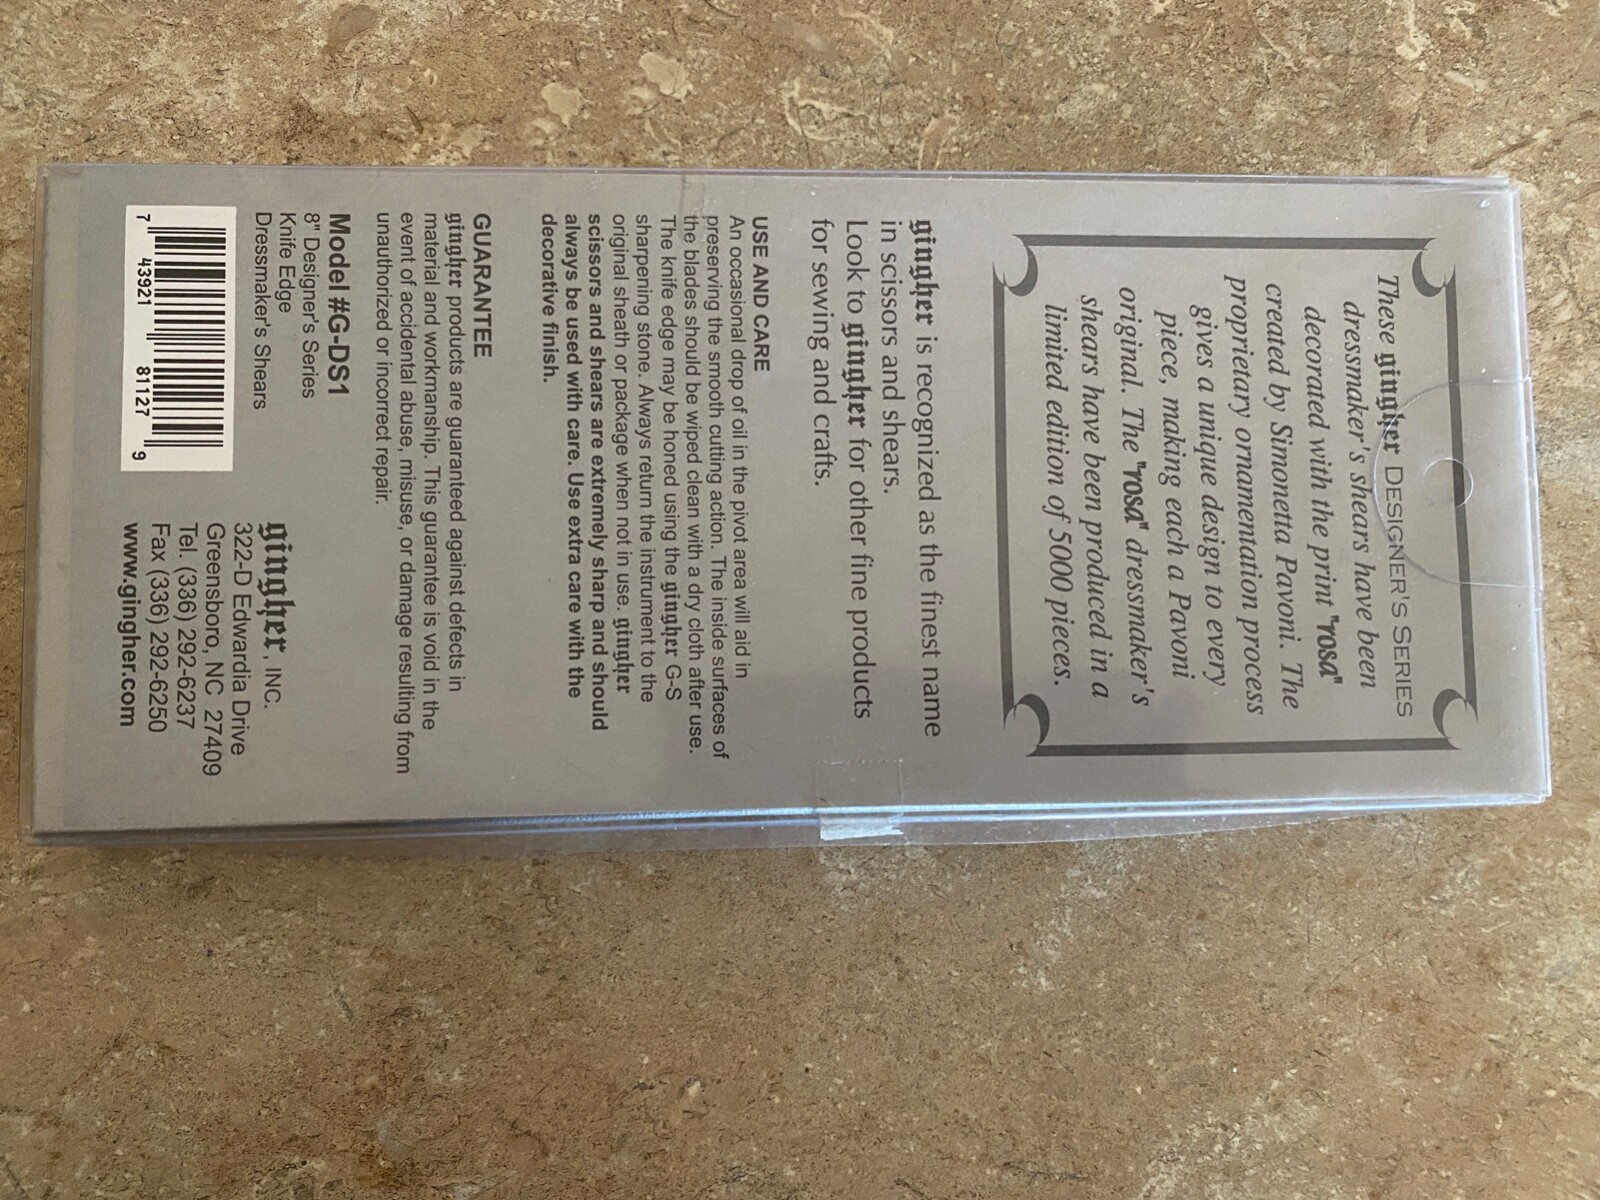 These gingher DESIGNER'S SERIES
dressmaker's shears have been
decorated with the print "rosa"
created by Simonetta Pavoni. The
proprietary ornamentation process
gives a unique design to every
piece, making each a Pavoni
original. The "rosa" dressmaker's
shears have been produced in a
limited edition of 5000 pieces.
gingher is recognized as the finest name
in scissors and shears.
Look to gingher for other fine products
for sewing and crafts.
USE AND CARE
An occasional drop of oil in the pivot area will aid in
preserving the smooth cutting action. The inside surfaces of
the blades should be wiped clean with a dry cloth after use.
The knife edge may be honed using the gingher G-S
sharpening stone. Always return the instrument to the
original sheath or package when not in use. gingher
scissors and shears are extremely sharp and should
always be used with care. Use extra care with the
decorative finish.
GUARANTEE
gingher products are guaranteed against defects in
material and workmanship. This guarantee is void in the
event of accidental abuse, misuse, or damage resulting from
unauthorized or incorrect repair.
Model #G-DS1
8" Designer's Series
Knife Edge
Dressmaker's Shears
7 43921 81127 9
gingher, INC.
322-D Edwardia Drive
Greensboro, NC 27409
Tel. (336) 292-6237
Fax (336) 292-6250
www.gingher.com